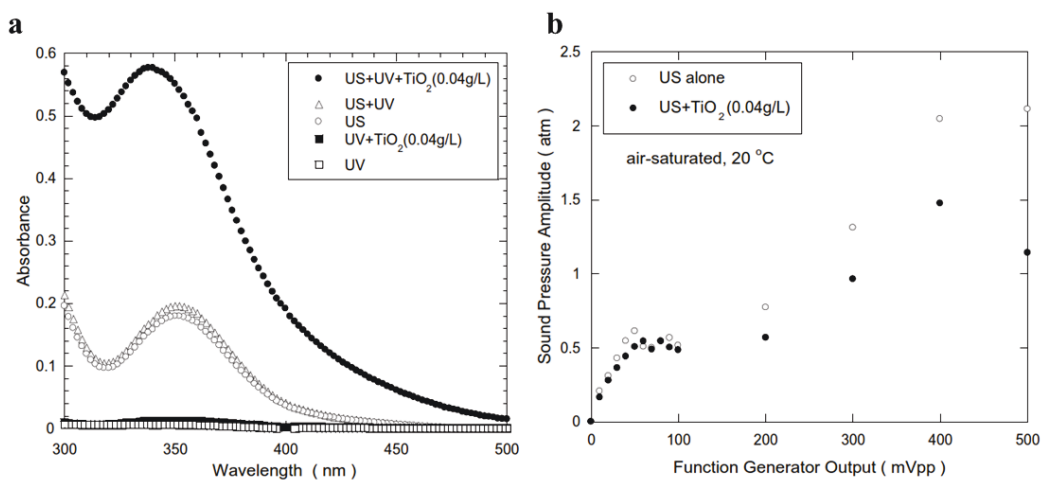 a
0.6
0.5
0.4
0.3
0.2
0.1
0
Absorbance
US+UV+TiO2(0.04g/L)
US+UV
US
UV+TiO2(0.04g/L)
UV
300
350
400
450
500
Wavelength ( nm )
b
2.5
2
1.5
1
0.5
0
Sound Pressure Amplitude ( atm )
US alone
US+TiO2(0.04g/L)
air-saturated, 20 °C
0
100
200
300
400
500
Function Generator Output ( mVpp )